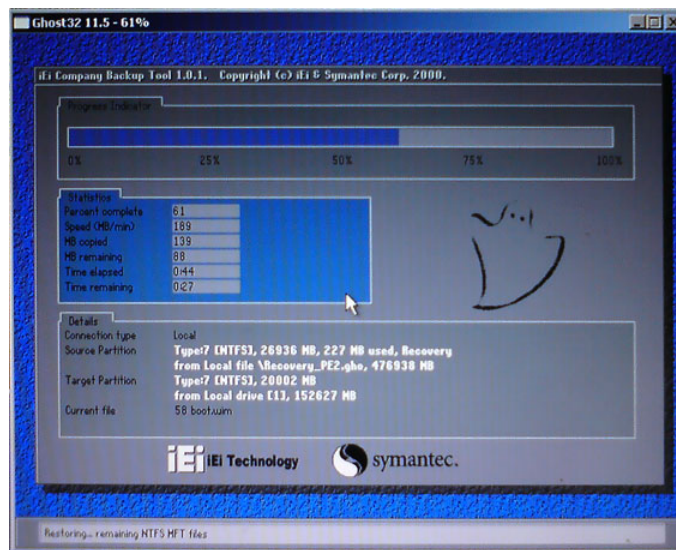 Ghost32 11.5 - 61%
iEi Company Backup Tool 1.0.1. Copyright (c) iEi & Symantec Corp. 2000.
Progress Indicator
0% 25% 50% 75% 100%
Statistics
Percent complete 61
Speed (MB/min) 189
MB copied 139
MB remaining 88
Time elapsed 0:44
Time remaining 0:27
Details
Connection type Local
Source Partition Type:7 [NTFS], 26936 MB, 227 MB used, Recovery
from Local file \Recovery_PE2.gho, 476938 MB
Target Partition Type:7 [NTFS], 20002 MB
from Local drive [1], 152627 MB
Current file 58 boot.wim
iEi iEi Technology symantec.
Restoring... remaining NTFS MFT files